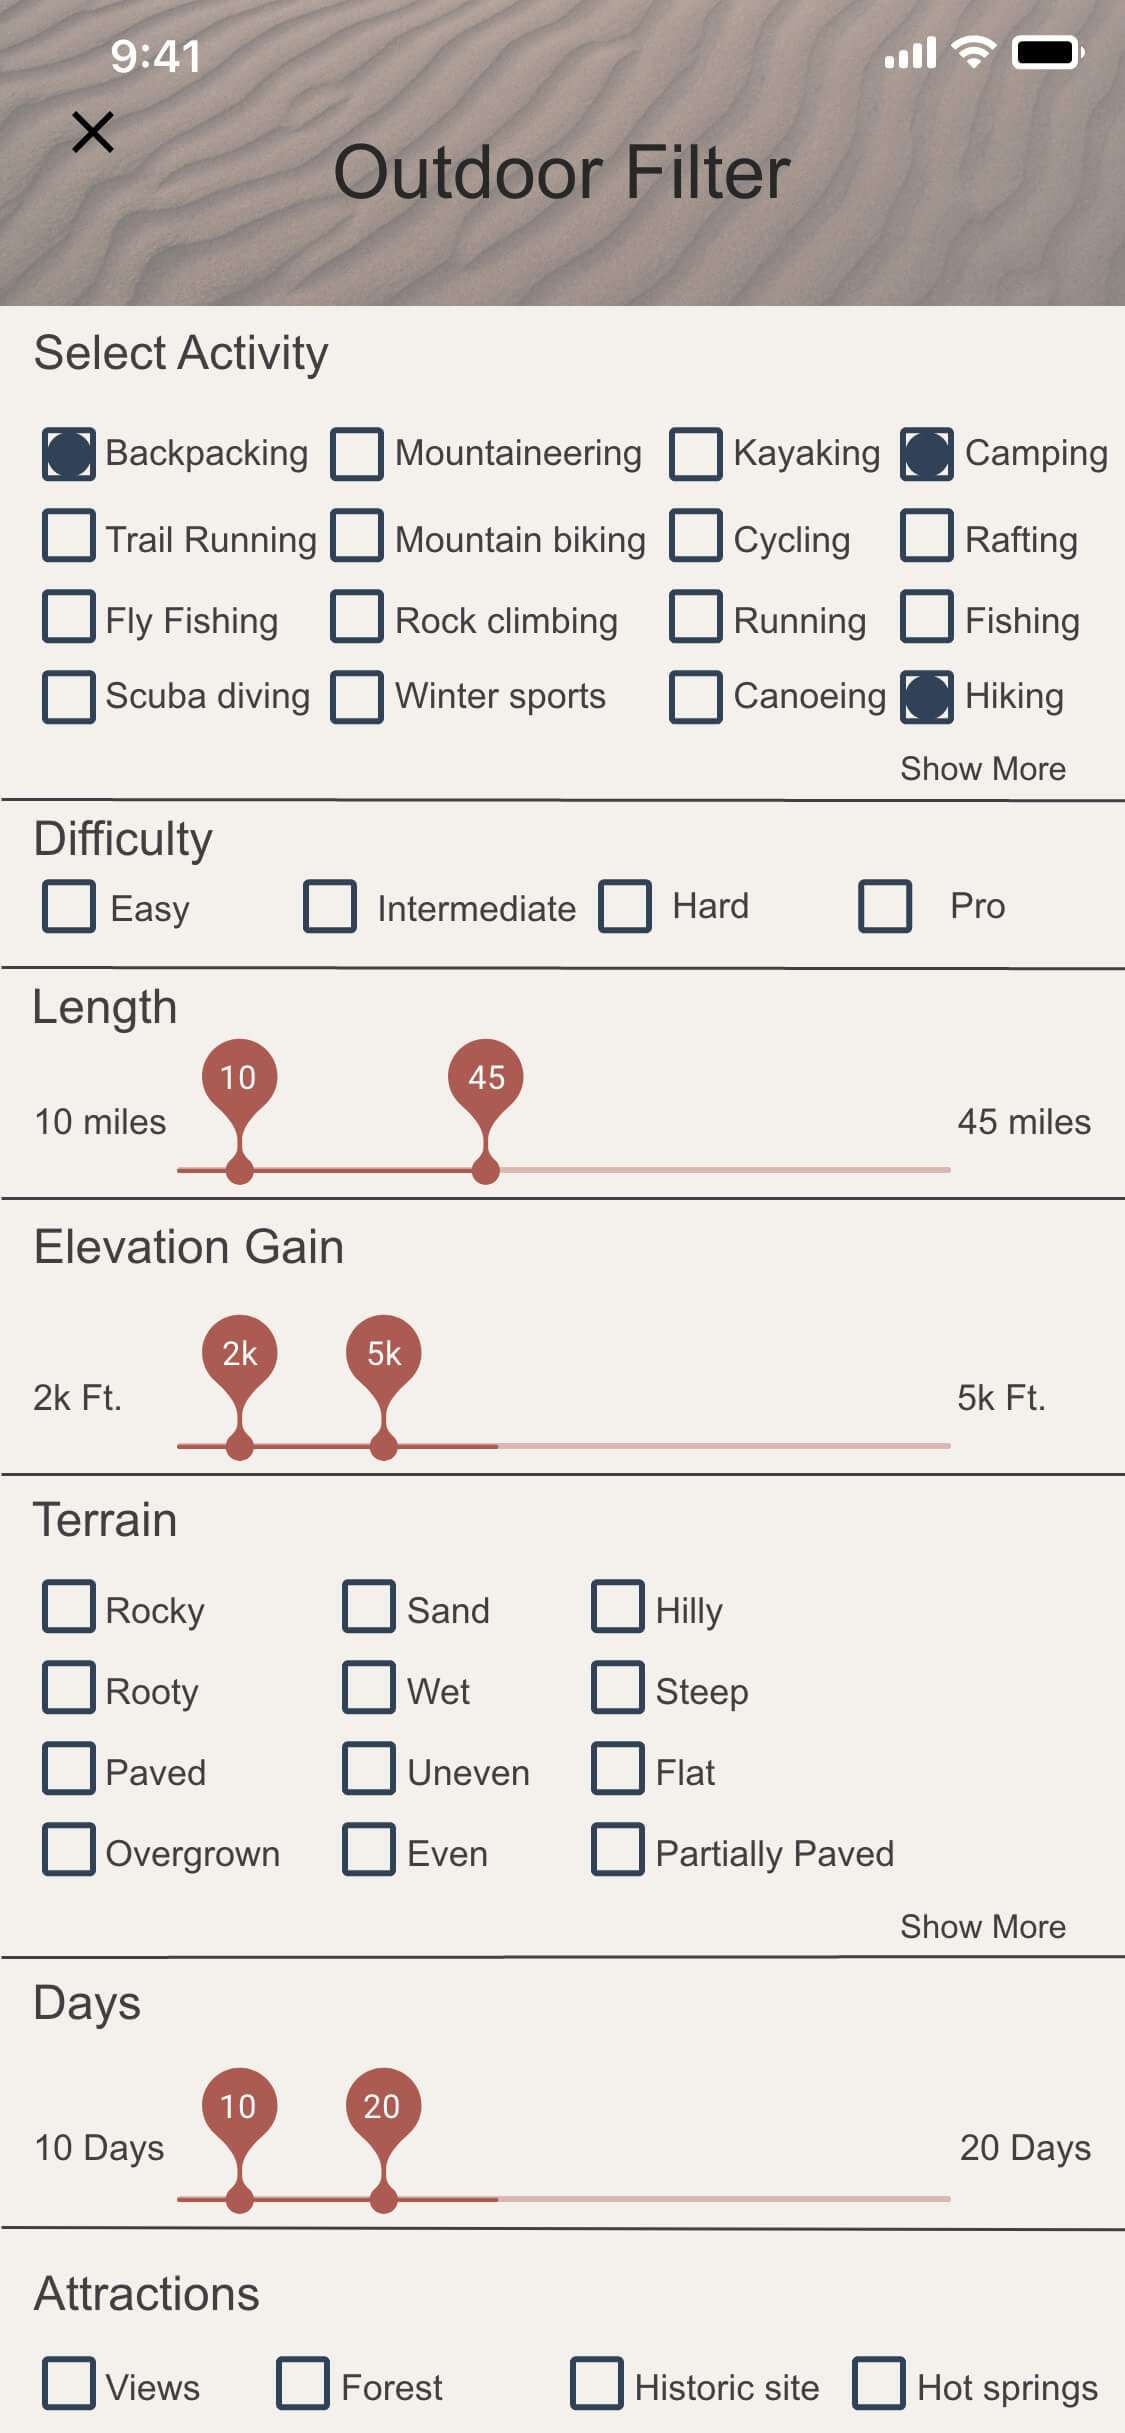 9:41
Outdoor Filter
Select Activity
Backpacking Mountaineering Kayaking Camping
Trail Running Mountain biking Cycling Rafting
Fly Fishing Rock climbing Running Fishing
Scuba diving Winter sports Canoeing Hiking
Show More
Difficulty
Easy Intermediate Hard Pro
Length
10 45
10 miles 45 miles
Elevation Gain
2k 5k
2k Ft. 5k Ft.
Terrain
Rocky Sand Hilly
Rooty Wet Steep
Paved Uneven Flat
Overgrown Even Partially Paved
Show More
Days
10 20
10 Days 20 Days
Attractions
Views Forest Historic site Hot springs